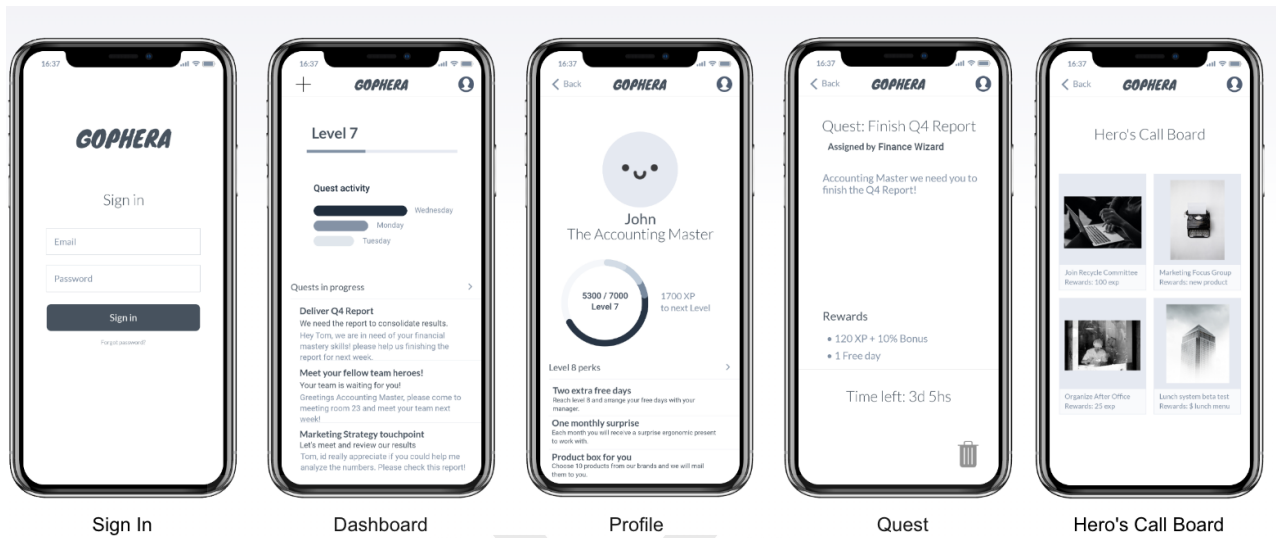 16:37
GOPHERA
Sign in
Email
Password
Sign in
Forgot password?
Sign In
16:37
GOPHERA
Level 7
Quest activity
Wednesday
Monday
Tuesday
Quests in progress
Deliver Q4 Report
We need the report to consolidate results.
Hey Tom, we are in need of your financial
mastery skills! please help us finishing the
report for next week.
Meet your fellow team heroes!
Your team is waiting for you!
Greetings Accounting Master, please come to
meeting room 23 and meet your team next
week!
Marketing Strategy touchpoint
Let's meet and review our results
Tom, id really appreciate if you could help me
analyze the numbers. Please check this report!
Dashboard
16:37
Back
GOPHERA
John
The Accounting Master
5300 / 7000
Level 7
1700 XP
to next Level
Level 8 perks
Two extra free days
Reach level 8 and arrange your free days with your
manager.
One monthly surprise
Each month you will receive a surprise ergonomic present
to work with.
Product box for you
Choose 10 products from our brands and we will mail
them to you.
Profile
16:37
Back
GOPHERA
Quest: Finish Q4 Report
Assigned by Finance Wizard
Accounting Master we need you to
finish the Q4 Report!
Rewards
• 120 XP + 10% Bonus
• 1 Free day
Time left: 3d 5hs
Quest
16:37
Back
GOPHERA
Hero's Call Board
Join Recycle Committee
Rewards: 100 exp
Marketing Focus Group
Rewards: new product
Organize After Office
Rewards: 25 exp
Lunch system beta test
Rewards: $ lunch menu
Hero's Call Board